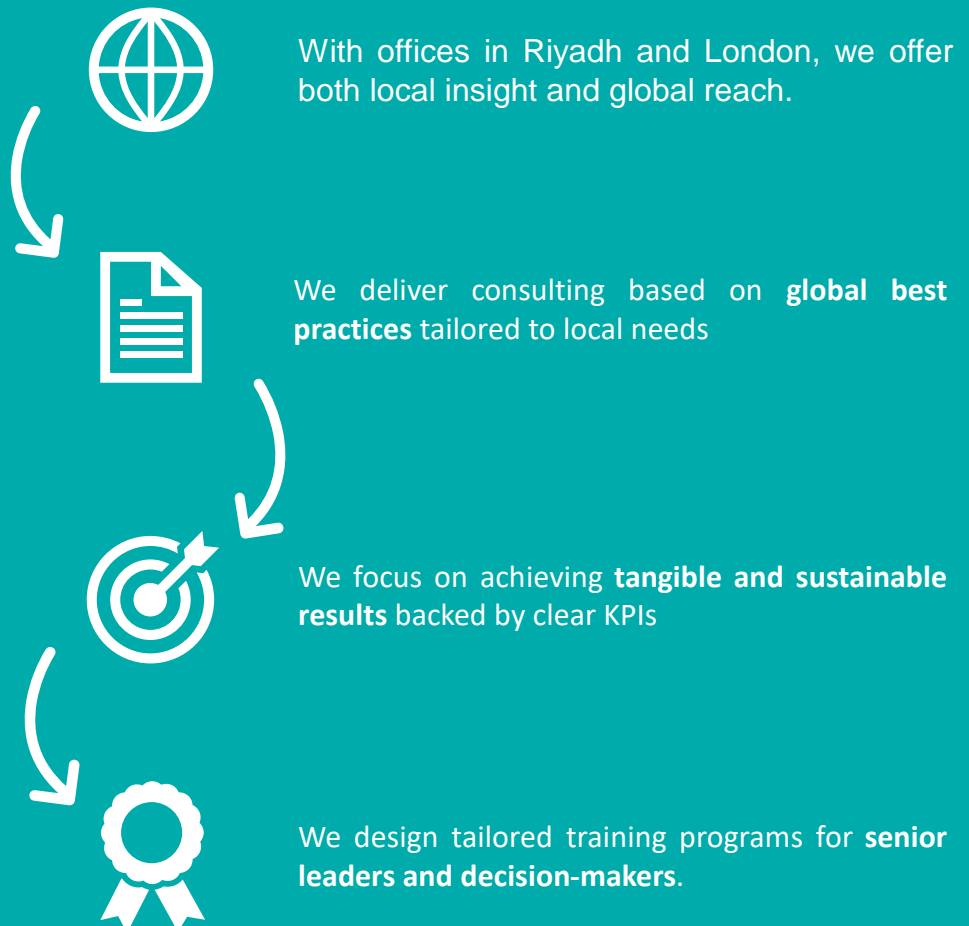 With offices in Riyadh and London, we offer
both local insight and global reach.
We deliver consulting based on global best
practices tailored to local needs
We focus on achieving tangible and sustainable
results backed by clear KPIs
We design tailored training programs for senior
leaders and decision-makers.